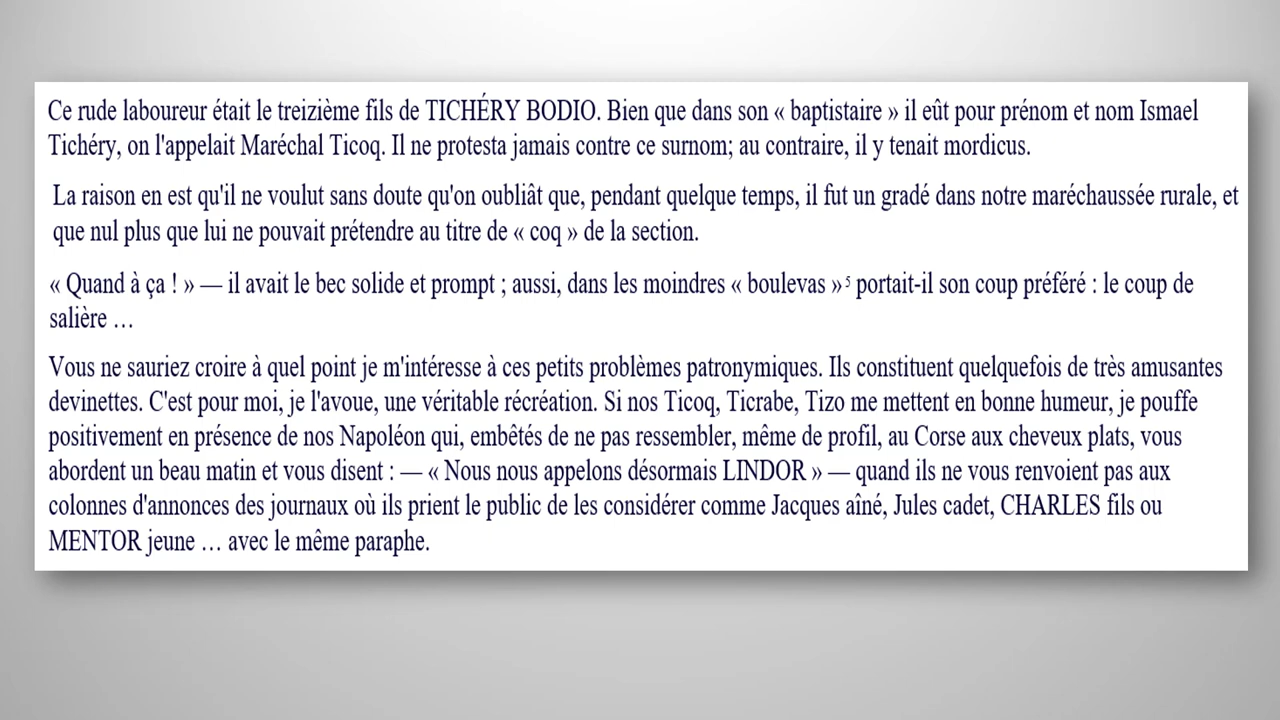 Ce rude laboureur était le treizième fils de TICHÉRY BODIO. Bien que dans son « baptistaire » il eût pour prénom et nom Ismael
Tichéry, on l'appelait Maréchal Ticoq. Il ne protesta jamais contre ce surnom; au contraire, il y tenait mordicus.
La raison en est qu'il ne voulut sans doute qu'on oubliât que, pendant quelque temps, il fut un gradé dans notre maréchaussée rurale, et
que nul plus que lui ne pouvait prétendre au titre de « coq » de la section.
« Quand à ça ! » — il avait le bec solide et prompt ; aussi, dans les moindres « boulevas »⁵ portait-il son coup préféré : le coup de
salière …
Vous ne sauriez croire à quel point je m'intéresse à ces petits problèmes patronymiques. Ils constituent quelquefois de très amusantes
devinettes. C'est pour moi, je l'avoue, une véritable récréation. Si nos Ticoq, Ticrabe, Tizo me mettent en bonne humeur, je pouffe
positivement en présence de nos Napoléon qui, embêtés de ne pas ressembler, même de profil, au Corse aux cheveux plats, vous
abordent un beau matin et vous disent : — « Nous nous appelons désormais LINDOR » — quand ils ne vous renvoient pas aux
colonnes d'annonces des journaux où ils prient le public de les considérer comme Jacques aîné, Jules cadet, CHARLES fils ou
MENTOR jeune … avec le même paraphe.